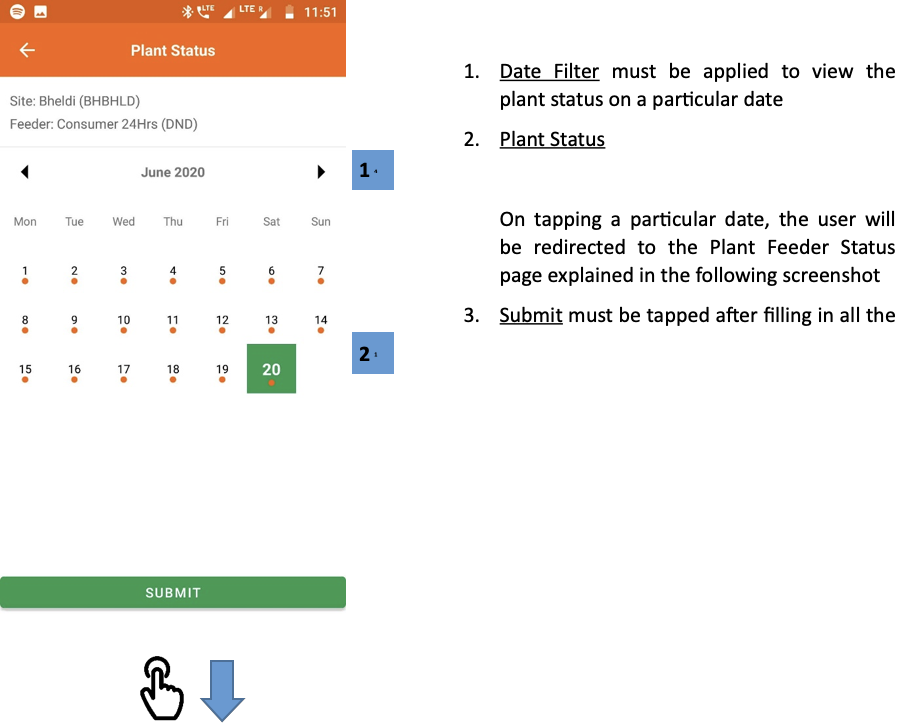 LTE LTE R 11:51
Plant Status
Site: Bheldi (BHBHLD)
Feeder: Consumer 24Hrs (DND)
June 2020
Mon Tue Wed Thu Fri Sat Sun
1 2 3 4 5 6 7
8 9 10 11 12 13 14
15 16 17 18 19 20
SUBMIT
1
2
1. Date Filter must be applied to view the
plant status on a particular date
2. Plant Status
On tapping a particular date, the user will
be redirected to the Plant Feeder Status
page explained in the following screenshot
3. Submit must be tapped after filling in all the